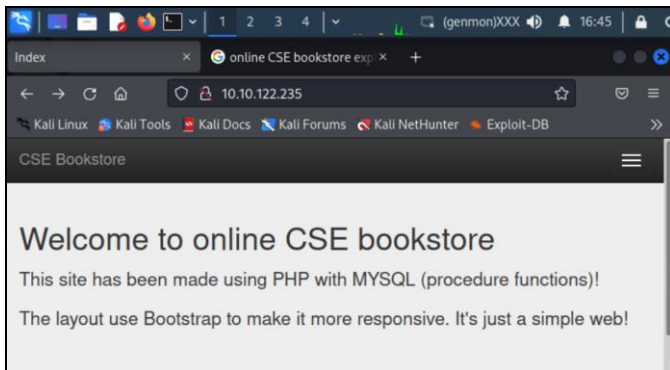 1 2 3 4 (genmon)XXX 16:45
Index online CSE bookstore exp
10.10.122.235
Kali Linux Kali Tools Kali Docs Kali Forums Kali NetHunter Exploit-DB
CSE Bookstore
Welcome to online CSE bookstore
This site has been made using PHP with MYSQL (procedure functions)!
The layout use Bootstrap to make it more responsive. It's just a simple web!